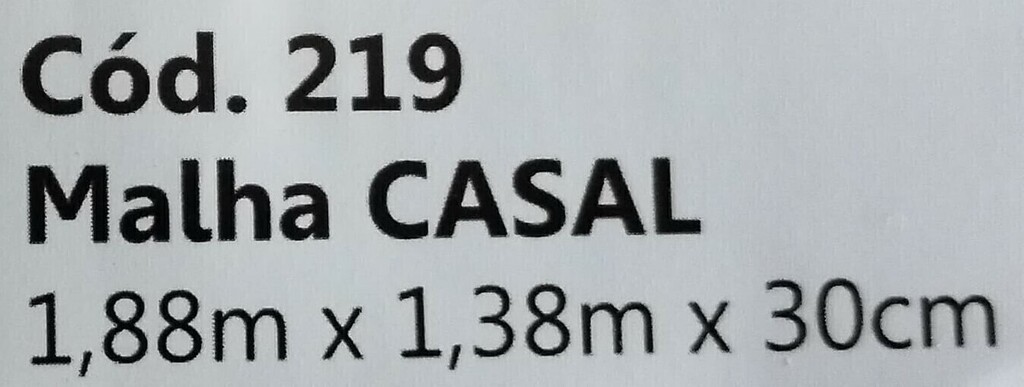 Cód. 219
Malha CASAL
1,88m x 1,38m x 30cm